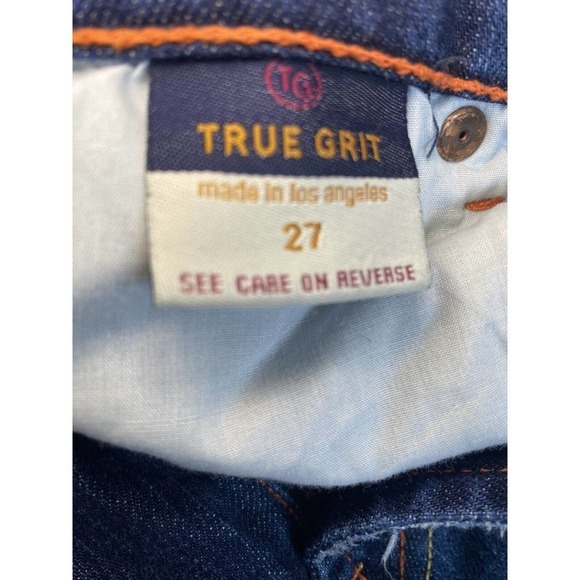 TG
TRUE GRIT
made in los angeles
27
SEE CARE ON REVERSE